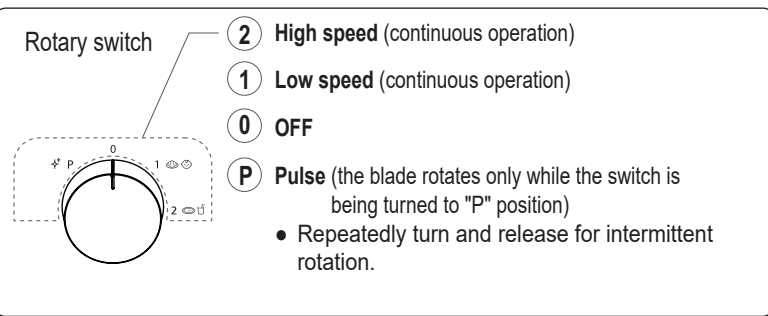 Rotary switch
2 High speed (continuous operation)
1 Low speed (continuous operation)
0 OFF
P Pulse (the blade rotates only while the switch is
being turned to "P" position)
● Repeatedly turn and release for intermittent
rotation.
0
P
1
2